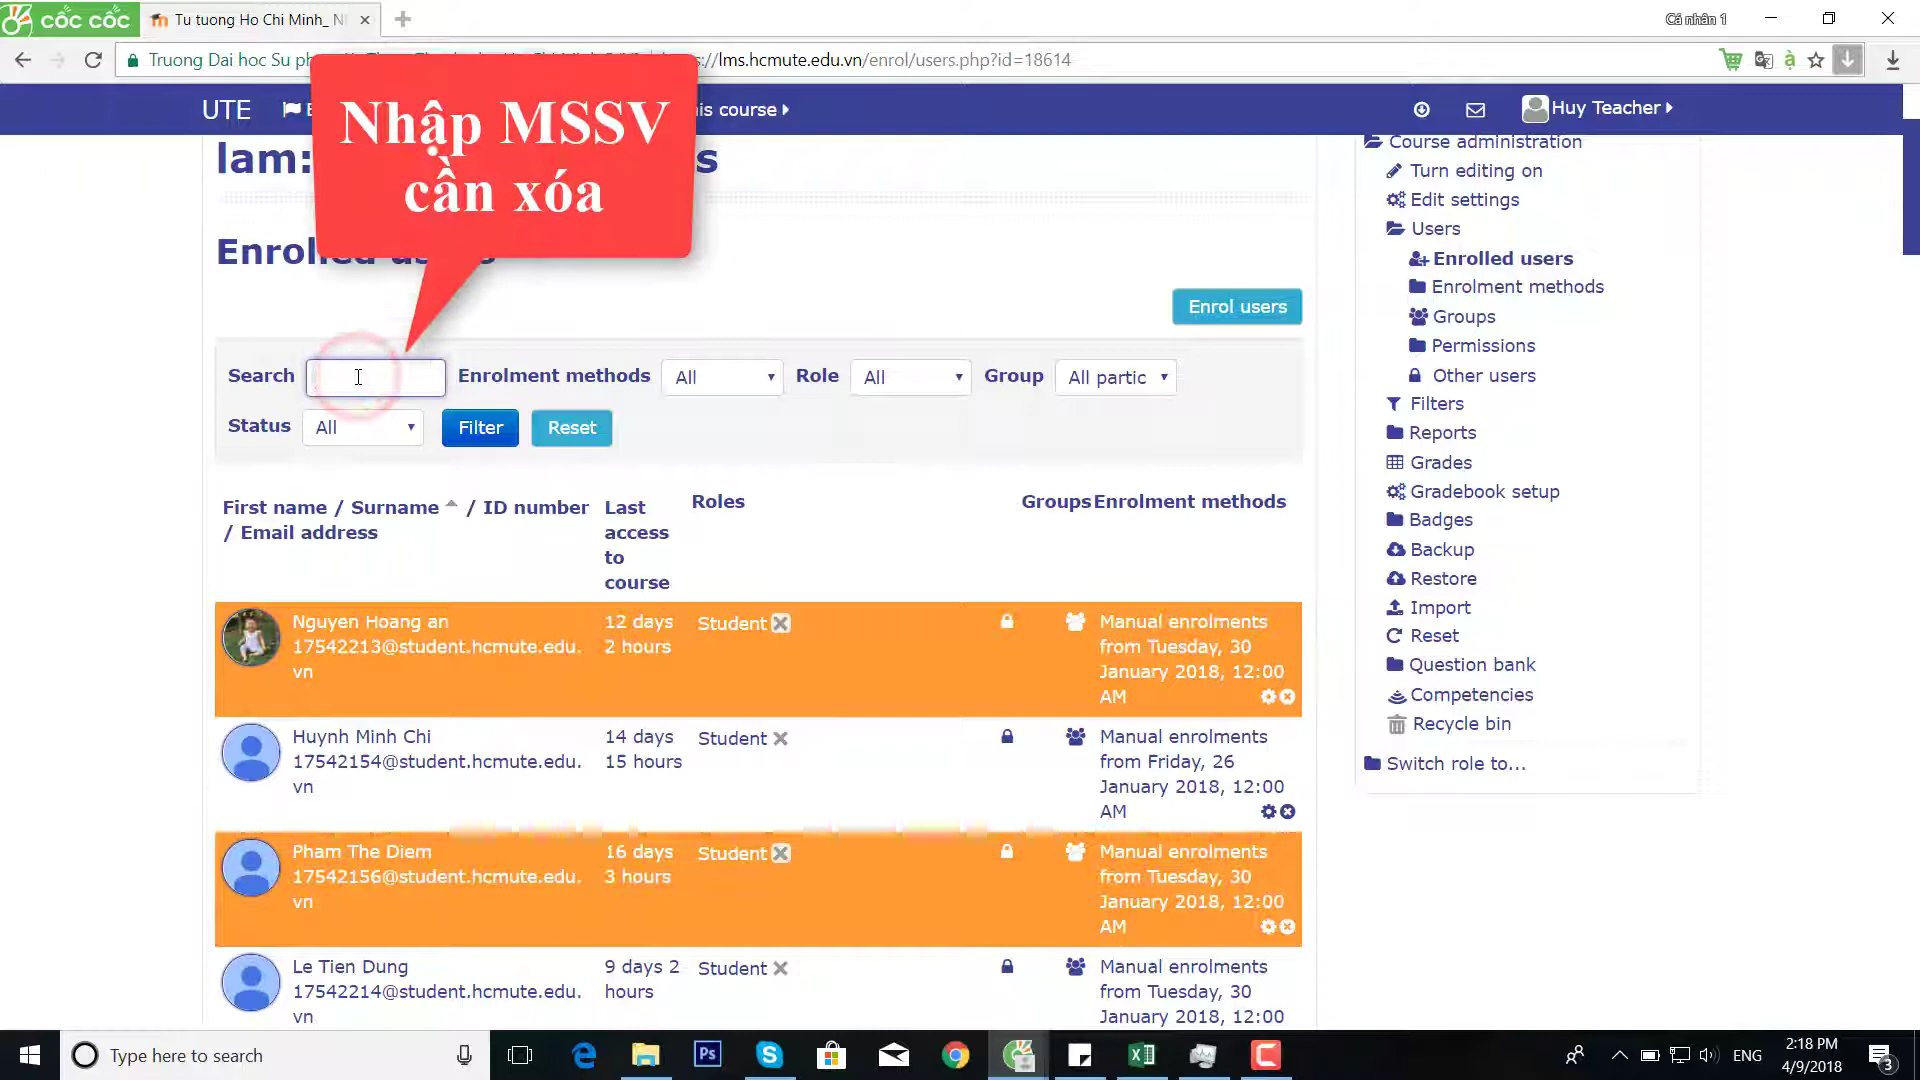 CỐC CỐC
Tu tuong Ho Chi Minh_ N
Cá nhân 1
Truong Dai hoc Su
://lms.hcmute.edu.vn/enrol/users.php?id=18614
Nhập MSSV
cần xóa
UTE
his course
Huy Teacher
lam:
s
Enrolled users
Enrol users
Search
Enrolment methods
All
Role
All
Group
All partic
Status
All
Filter
Reset
First name / Surname / ID number
/ Email address
Last
access
to
course
Roles
Groups
Enrolment methods
Nguyen Hoang an
17542213@student.hcmute.edu.
vn
12 days
2 hours
Student
Manual enrolments
from Tuesday, 30
January 2018, 12:00
AM
Huynh Minh Chi
17542154@student.hcmute.edu.
vn
14 days
15 hours
Student
Manual enrolments
from Friday, 26
January 2018, 12:00
AM
Pham The Diem
17542156@student.hcmute.edu.
vn
16 days
3 hours
Student
Manual enrolments
from Tuesday, 30
January 2018, 12:00
AM
Le Tien Dung
17542214@student.hcmute.edu.
vn
9 days 2
hours
Student
Manual enrolments
from Tuesday, 30
January 2018, 12:00
Course administration
Turn editing on
Edit settings
Users
Enrolled users
Enrolment methods
Groups
Permissions
Other users
Filters
Reports
Grades
Gradebook setup
Badges
Backup
Restore
Import
Reset
Question bank
Competencies
Recycle bin
Switch role to...
Type here to search
Ps
ENG
2:18 PM
4/9/2018
3